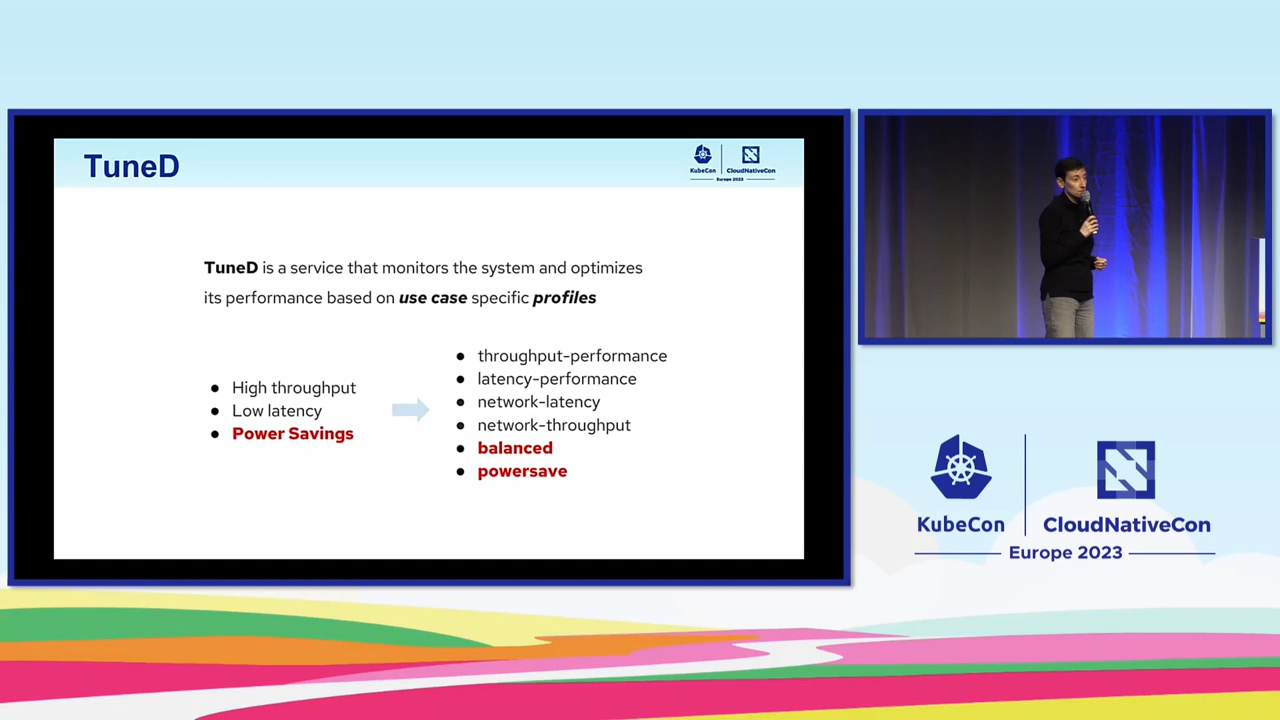 TuneD
KubeCon
CloudNativeCon
Europe 2023
TuneD is a service that monitors the system and optimizes
its performance based on use case specific profiles
● High throughput
● Low latency
● Power Savings
● throughput-performance
● latency-performance
● network-latency
● network-throughput
● balanced
● powersave
KubeCon
CloudNativeCon
Europe 2023